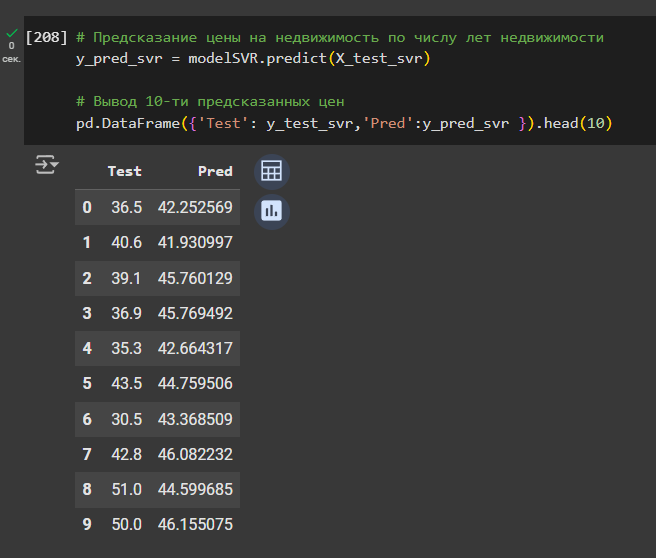 [208] # Предсказание цены на недвижимость по числу лет недвижимости
0 y_pred_svr = modelSVR.predict(X_test_svr)
сек.
# Вывод 10-ти предсказанных цен
pd.DataFrame({'Test': y_test_svr,'Pred':y_pred_svr }).head(10)
Test Pred
0 36.5 42.252569
1 40.6 41.930997
2 39.1 45.760129
3 36.9 45.769492
4 35.3 42.664317
5 43.5 44.759506
6 30.5 43.368509
7 42.8 46.082232
8 51.0 44.599685
9 50.0 46.155075